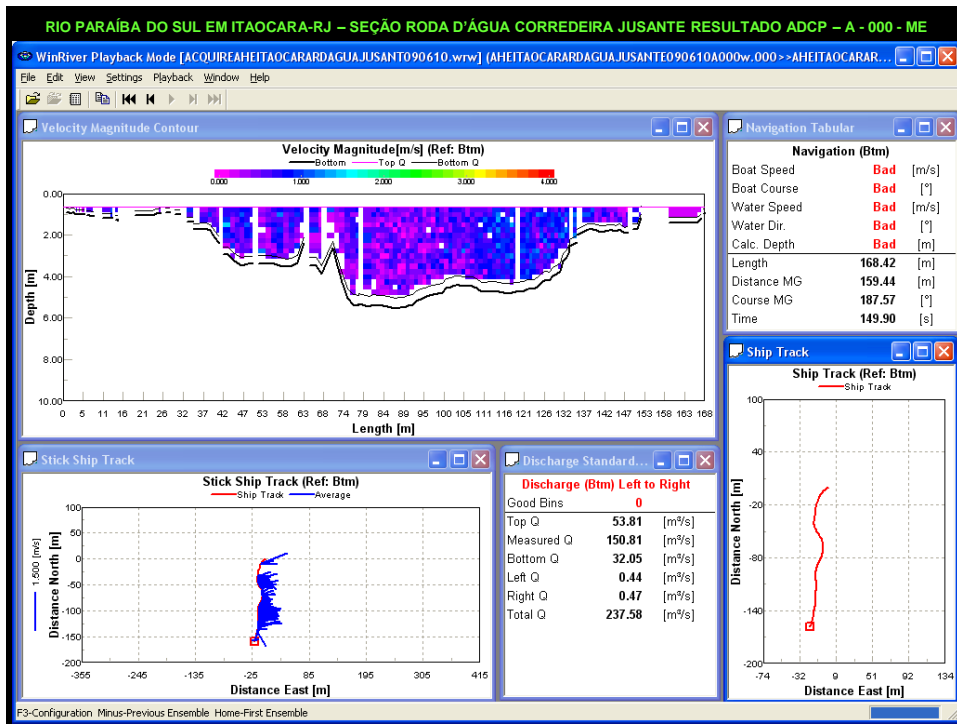 RIO PARAÍBA DO SUL EM ITAOCARA-RJ – SEÇÃO RODA D'ÁGUA CORREDEIRA JUSANTE RESULTADO ADCP – A - 000 - ME
WinRiver Playback Mode [ACQUIREAHEITAOCARARDAGUAJUSANT090610.wrw] (AHEITAOCARARDAGUAJUSANTE090610A000w.000>>AHEITAOCARAR...
File Edit View Settings Playback Window Help
Velocity Magnitude Contour
Velocity Magnitude[m/s] (Ref: Btm)
Bottom Top Q Bottom Q
0.000 1.000 2.000 3.000 4.000
Depth [m]
0.00
2.00
4.00
6.00
8.00
10.00
0 5 11 16 21 26 32 37 42 47 53 58 63 68 74 79 84 89 95 100 105 111 116 121 126 132 137 142 147 153 158 163 168
Length [m]
Navigation Tabular
Navigation (Btm)
Boat Speed Bad [m/s]
Boat Course Bad [°]
Water Speed Bad [m/s]
Water Dir. Bad [°]
Calc. Depth Bad [m]
Length 168.42 [m]
Distance MG 159.44 [m]
Course MG 187.57 [°]
Time 149.90 [s]
Ship Track
Ship Track (Ref: Btm)
Ship Track
Distance North [m]
100
40
-20
-80
-140
-200
-74 -32 9 51 92 134
Distance East [m]
Stick Ship Track
Stick Ship Track (Ref: Btm)
Ship Track Average
1.500 [m/s]
Distance North [m]
100
50
0
-50
-100
-150
-200
-355 -245 -135 -25 85 195 305 415
Distance East [m]
Discharge Standard...
Discharge (Btm) Left to Right
Good Bins 0
Top Q 53.81 [m³/s]
Measured Q 150.81 [m³/s]
Bottom Q 32.05 [m³/s]
Left Q 0.44 [m³/s]
Right Q 0.47 [m³/s]
Total Q 237.58 [m³/s]
F3-Configuration Minus-Previous Ensemble Home-First Ensemble